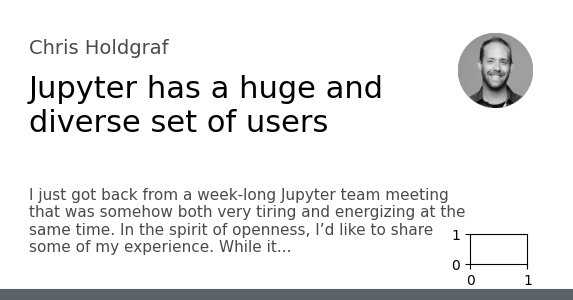 Chris Holdgraf
Jupyter has a huge and
diverse set of users
I just got back from a week-long Jupyter team meeting
that was somehow both very tiring and energizing at the
same time. In the spirit of openness, I’d like to share
some of my experience. While it...
1
0
0 1